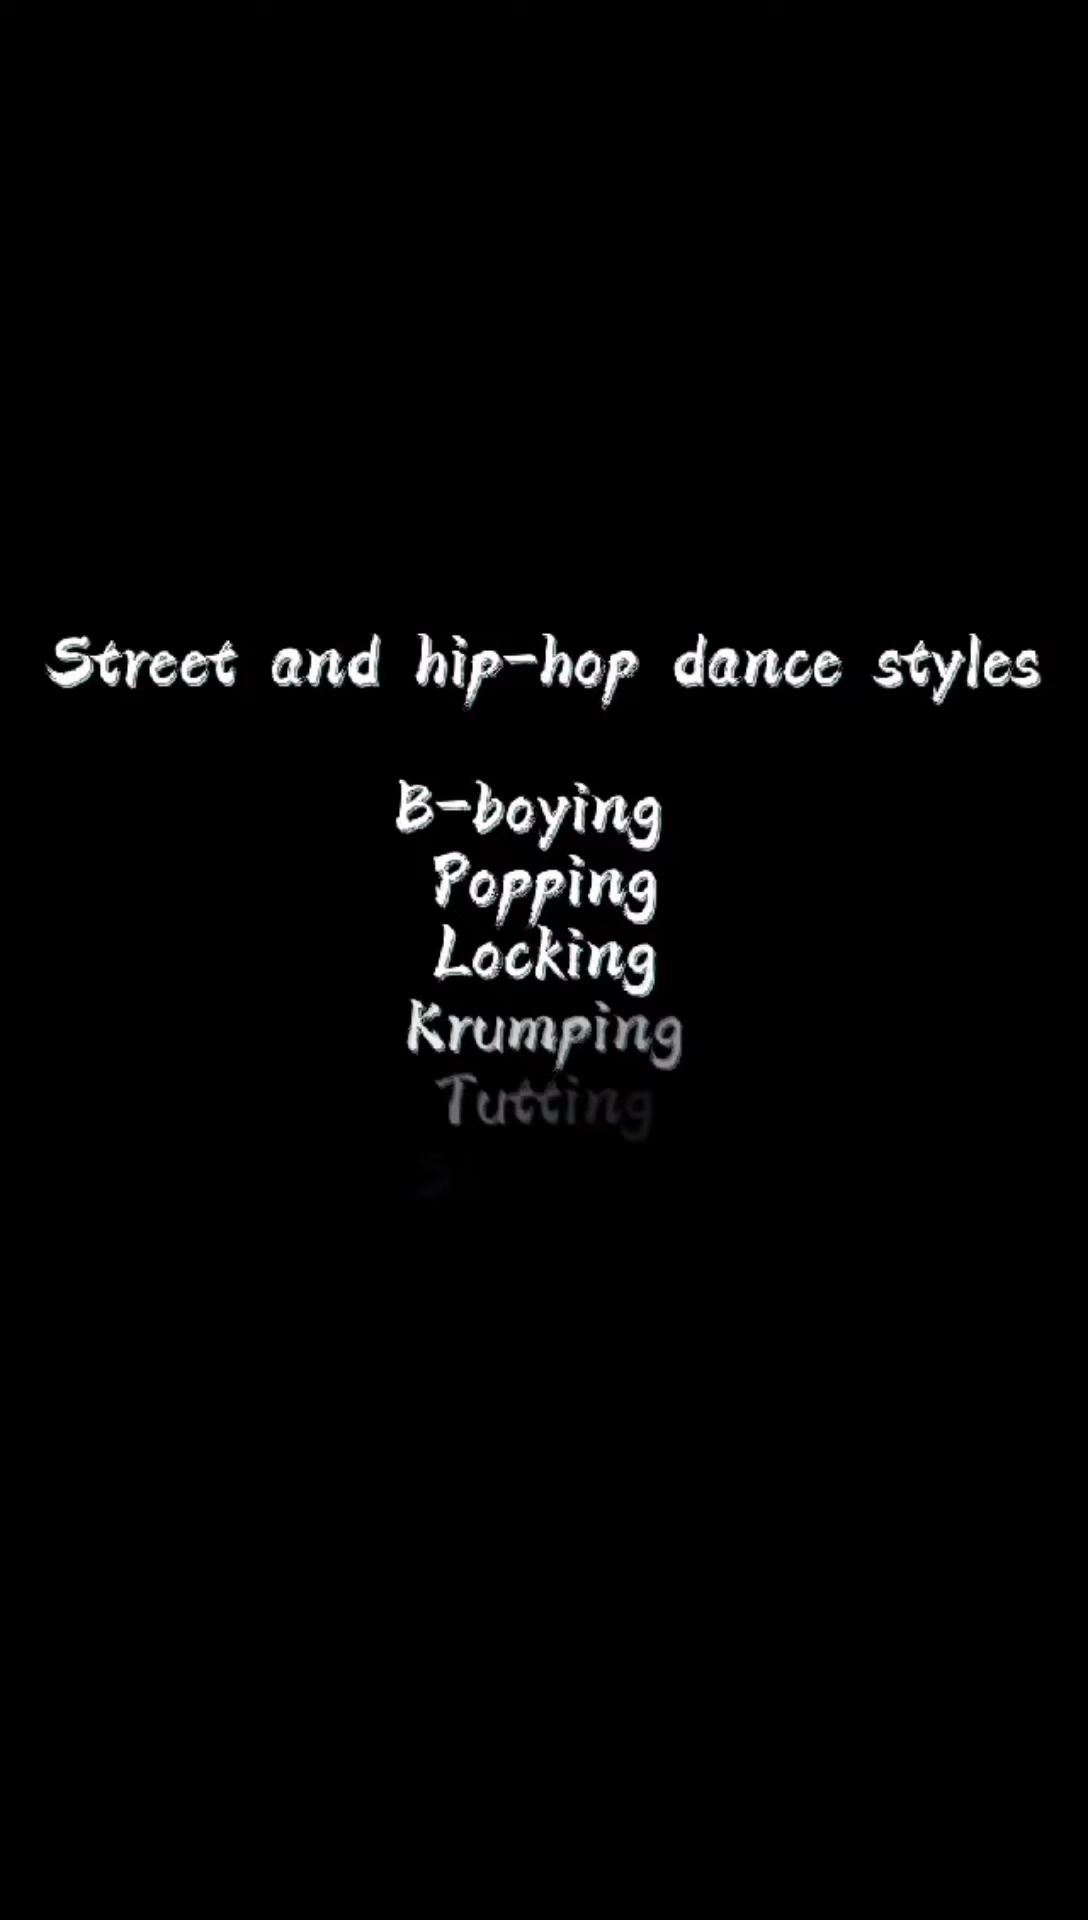 Street and hip-hop dance styles
B-boying
Popping
Locking
Krumping
Tutting